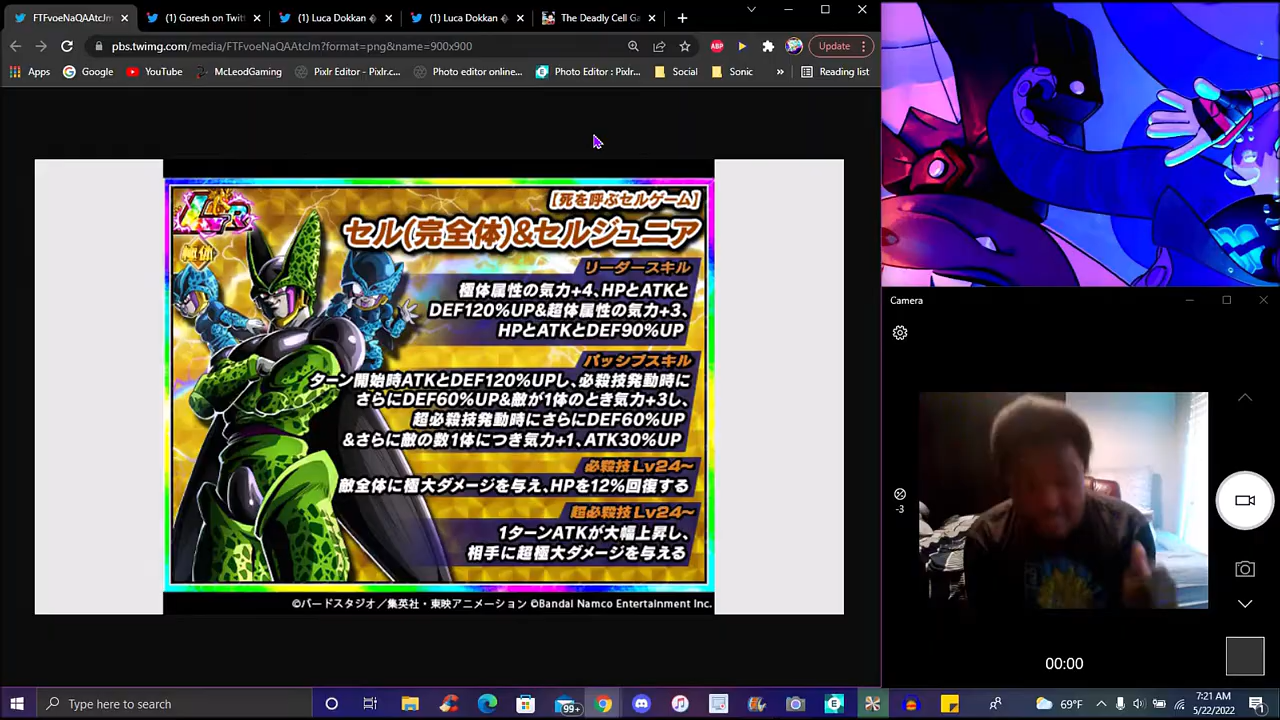 FTFvoeNaQAAtcJm?format
(1) Goresh on Twit
(1) Luca Dokkan
(1) Luca Dokkan
The Deadly Cell Ga
pbs.twimg.com/media/FTFvoeNaQAAtcJm?format=png&name=900x900
ABP
Update
Apps
Google
YouTube
McLeodGaming
Pixlr Editor - Pixlr.c...
Photo editor online...
Photo Editor : Pixlr...
Social
Sonic
»
Reading list
LR
極体
[死を呼ぶセルゲーム]
セル(完全体)&セルジュニア
リーダースキル
極体属性の気力+4、HPとATKと
DEF120%UP&超体属性の気力+3、
HPとATKとDEF90%UP
パッシブスキル
ターン開始時ATKとDEF120%UPし、必殺技発動時に
さらにDEF60%UP&敵が1体のとき気力+3し、
超必殺技発動時にさらにDEF60%UP
&さらに敵の数1体につき気力+1、ATK30%UP
必殺技 Lv24~
敵全体に極大ダメージを与え、HPを12%回復する
超必殺技 Lv24~
1ターンATKが大幅上昇し、
相手に超極大ダメージを与える
©バードスタジオ/集英社・東映アニメーション ©Bandai Namco Entertainment Inc.
Camera
-3
00:00
Type here to search
99+
69°F
7:21 AM
5/22/2022